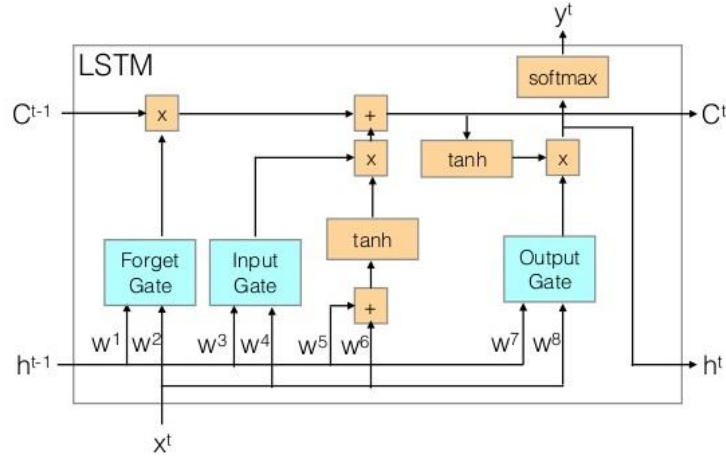 yᵗ
LSTM
softmax
Cᵗ⁻¹
x
+
Cᵗ
tanh
x
x
tanh
Forget
Gate
Input
Gate
Output
Gate
+
w¹ w² w³ w⁴ w⁵ w⁶ w⁷ w⁸
hᵗ⁻¹
hᵗ
xᵗ